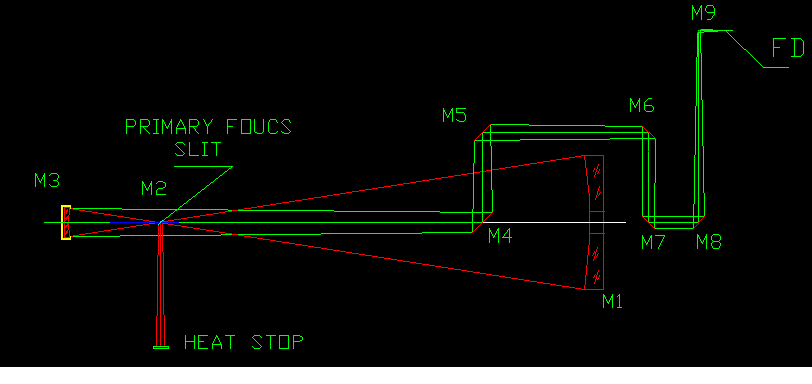 M9
FD
M5
M6
PRIMARY FOUCS
SLIT
M3
M2
M4
M7
M8
M1
HEAT STOP